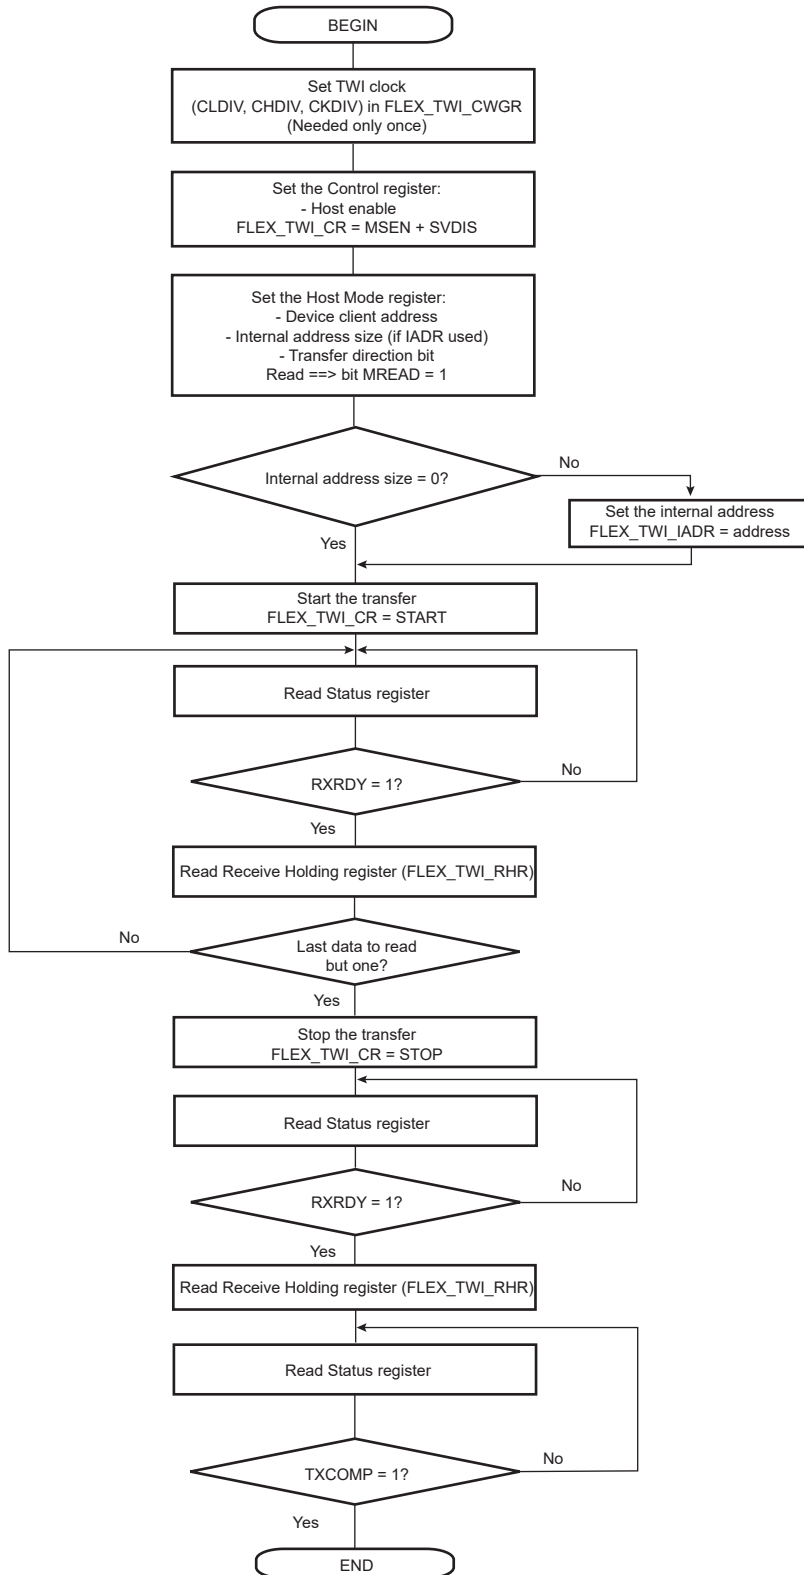 BEGIN
Set TWI clock
(CLDIV, CHDIV, CKDIV) in FLEX_TWI_CWGR
(Needed only once)
Set the Control register:
- Host enable
FLEX_TWI_CR = MSEN + SVDIS
Set the Host Mode register:
- Device client address
- Internal address size (if IADR used)
- Transfer direction bit
Read ==> bit MREAD = 1
Internal address size = 0?
No
Set the internal address
FLEX_TWI_IADR = address
Yes
Start the transfer
FLEX_TWI_CR = START
Read Status register
RXRDY = 1?
No
Yes
Read Receive Holding register (FLEX_TWI_RHR)
No
Last data to read
but one?
Yes
Stop the transfer
FLEX_TWI_CR = STOP
Read Status register
RXRDY = 1?
No
Yes
Read Receive Holding register (FLEX_TWI_RHR)
Read Status register
TXCOMP = 1?
No
Yes
END